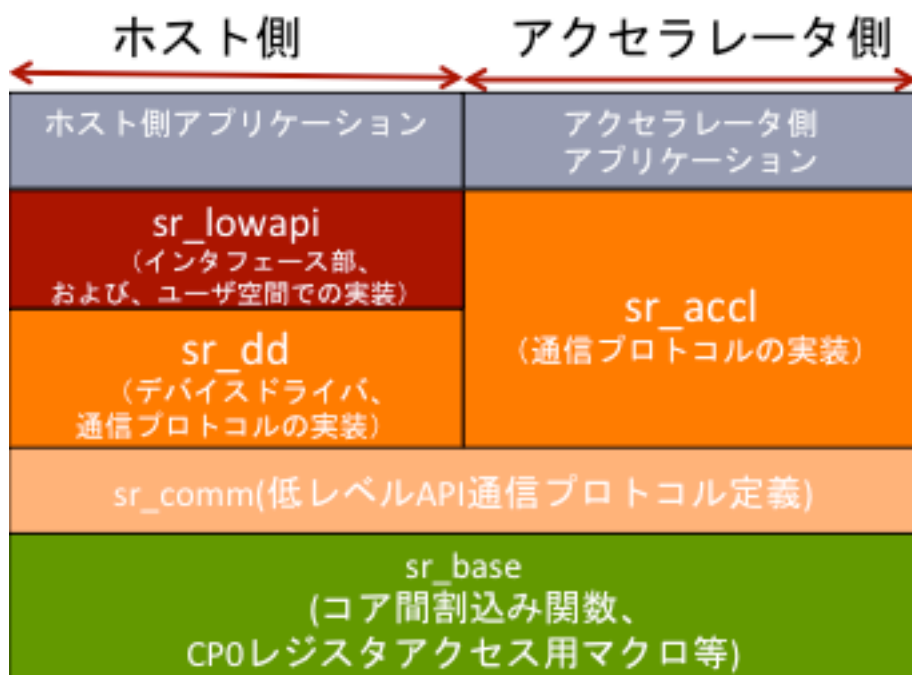 ホスト側
アクセラレータ側
ホスト側アプリケーション
アクセラレータ側
アプリケーション
sr_lowapi
（インタフェース部、
および、ユーザ空間での実装）
sr_dd
（デバイスドライバ、
通信プロトコルの実装）
sr_accl
（通信プロトコルの実装）
sr_comm(低レベルAPI通信プロトコル定義)
sr_base
(コア間割込み関数、
CP0レジスタアクセス用マクロ等)